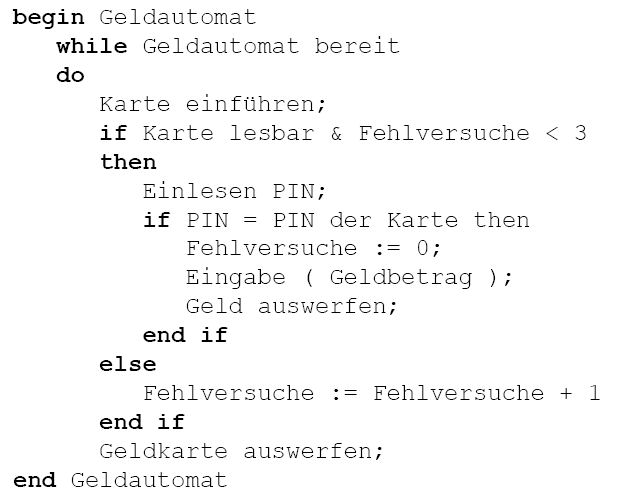 begin Geldautomat
while Geldautomat bereit
do
Karte einführen;
if Karte lesbar & Fehlversuche < 3
then
Einlesen PIN;
if PIN = PIN der Karte then
Fehlversuche := 0;
Eingabe ( Geldbetrag );
Geld auswerfen;
end if
else
Fehlversuche := Fehlversuche + 1
end if
Geldkarte auswerfen;
end Geldautomat